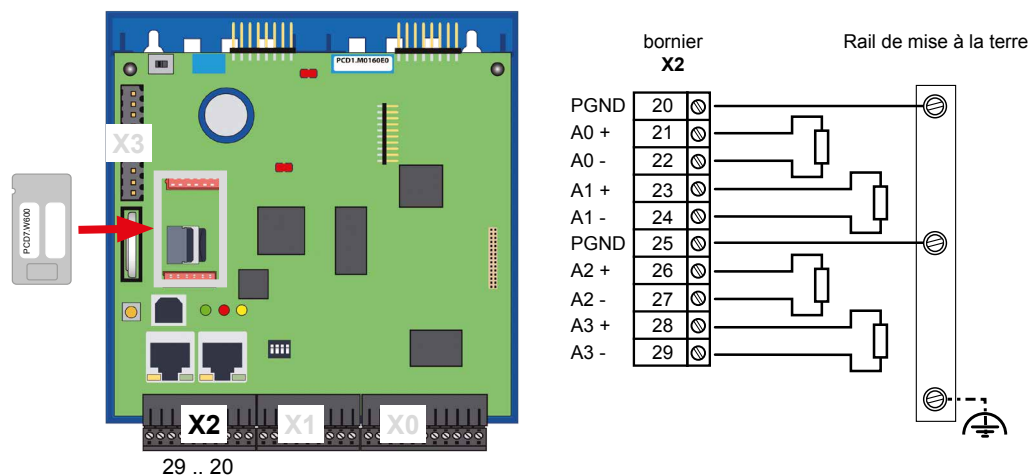 PCD1.M0160E0
X3
PCD7.W600
X2 X1 X0
29 .. 20
bornier
X2
Rail de mise à la terre
PGND 20
A0 + 21
A0 - 22
A1 + 23
A1 - 24
PGND 25
A2 + 26
A2 - 27
A3 + 28
A3 - 29